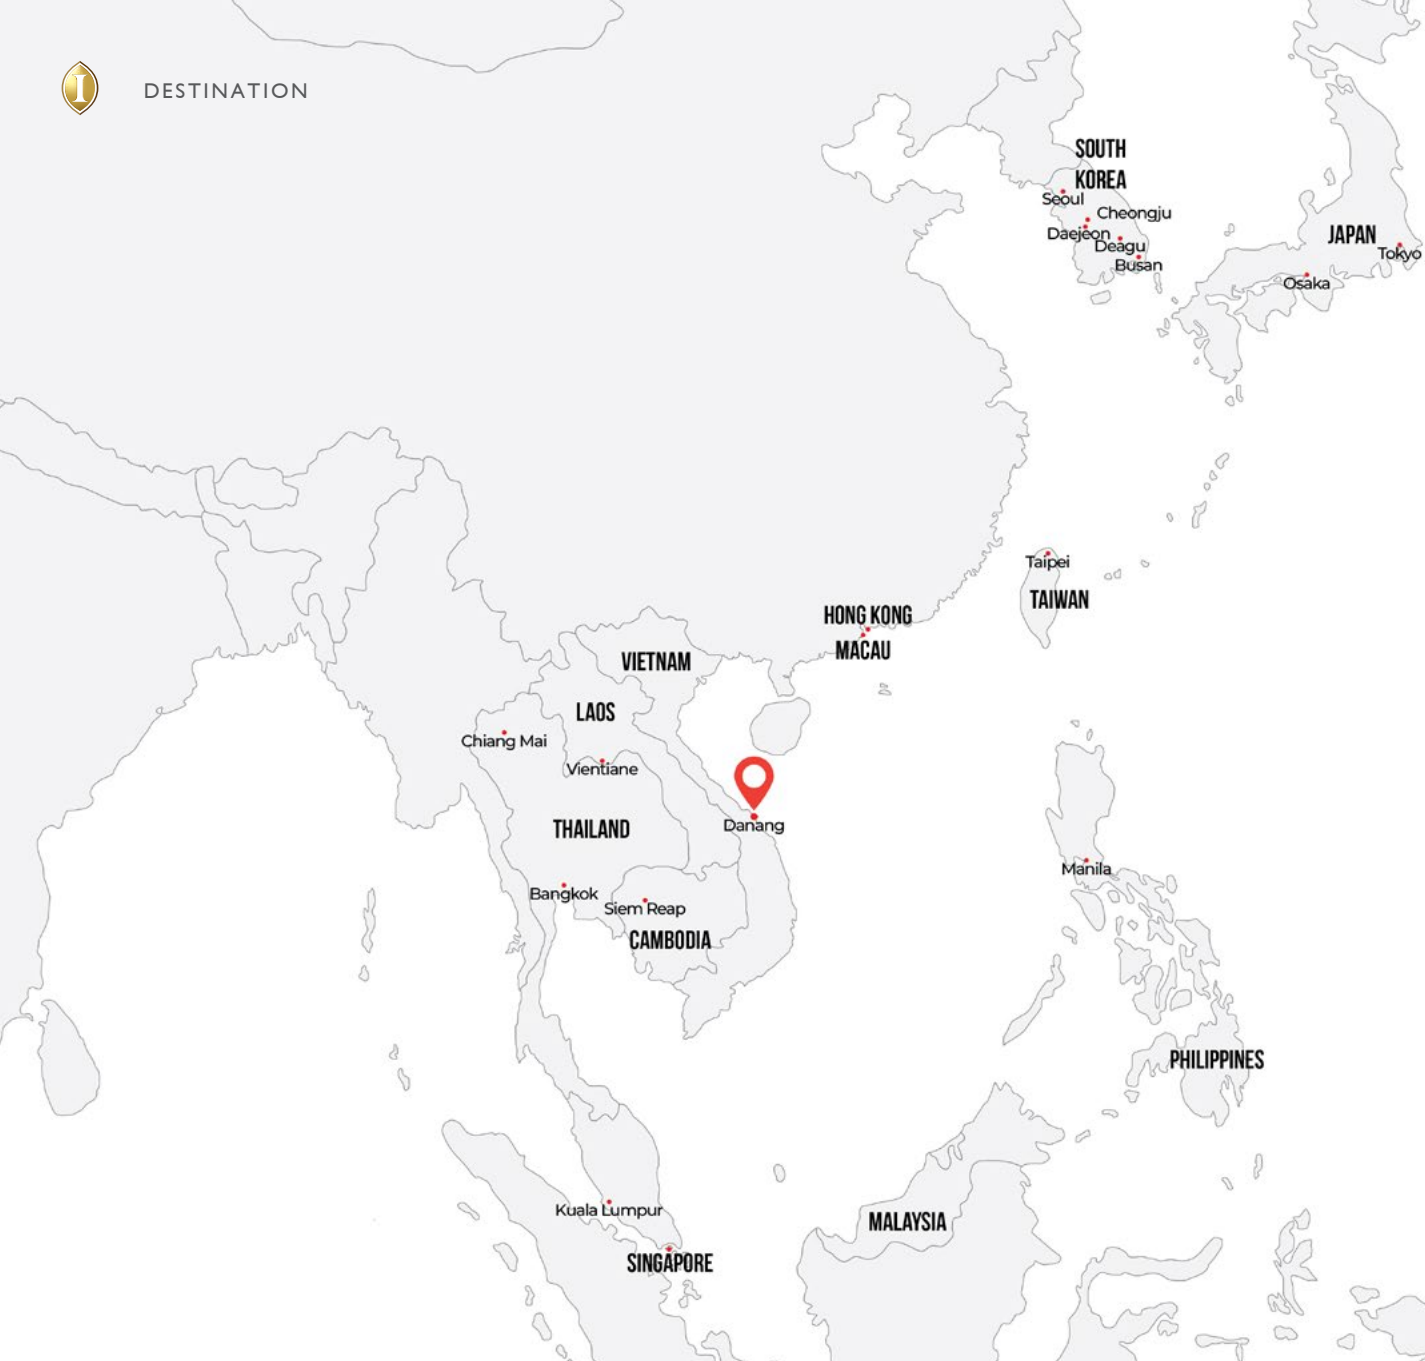 I
DESTINATION
SOUTH
KOREA
Seoul
Cheongju
Daejeon
Deagu
Busan
JAPAN
Tokyo
Osaka
Taipei
TAIWAN
HONG KONG
MACAU
VIETNAM
LAOS
Chiang Mai
Vientiane
THAILAND
Danang
Bangkok
Siem Reap
CAMBODIA
Manila
PHILIPPINES
Kuala Lumpur
MALAYSIA
SINGAPORE